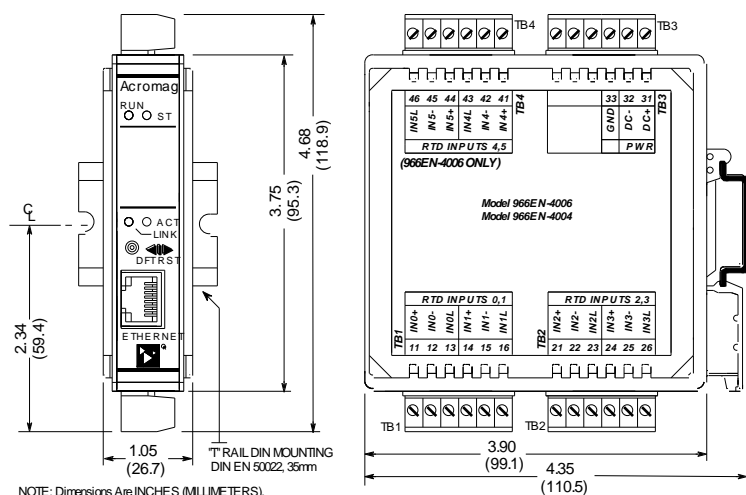 TB4
TB3
Acromag
RUN
ST
46 45 44 43 42 41
IN5L IN5- IN5+ IN4L IN4- IN4+
TB4
RTD INPUTS 4,5
(966EN-4006 ONLY)
33 32 31
GND DC- DC+
TB3
PWR
4.68
(118.9)
3.75
(95.3)
Model 966EN-4006
Model 966EN-4004
CL
ACT
LINK
DFT RST
ETHERNET
2.34
(59.4)
RTD INPUTS 0,1
TB1
IN0+ IN0- IN0L IN1+ IN1- IN1L
11 12 13 14 15 16
RTD INPUTS 2,3
TB2
IN2+ IN2- IN2L IN3+ IN3- IN3L
21 22 23 24 25 26
TB1
TB2
1.05
(26.7)
"T" RAIL DIN MOUNTING
DIN EN 50022, 35mm
3.90
(99.1)
4.35
(110.5)
NOTE: Dimensions Are INCHES (MILLIMETERS).